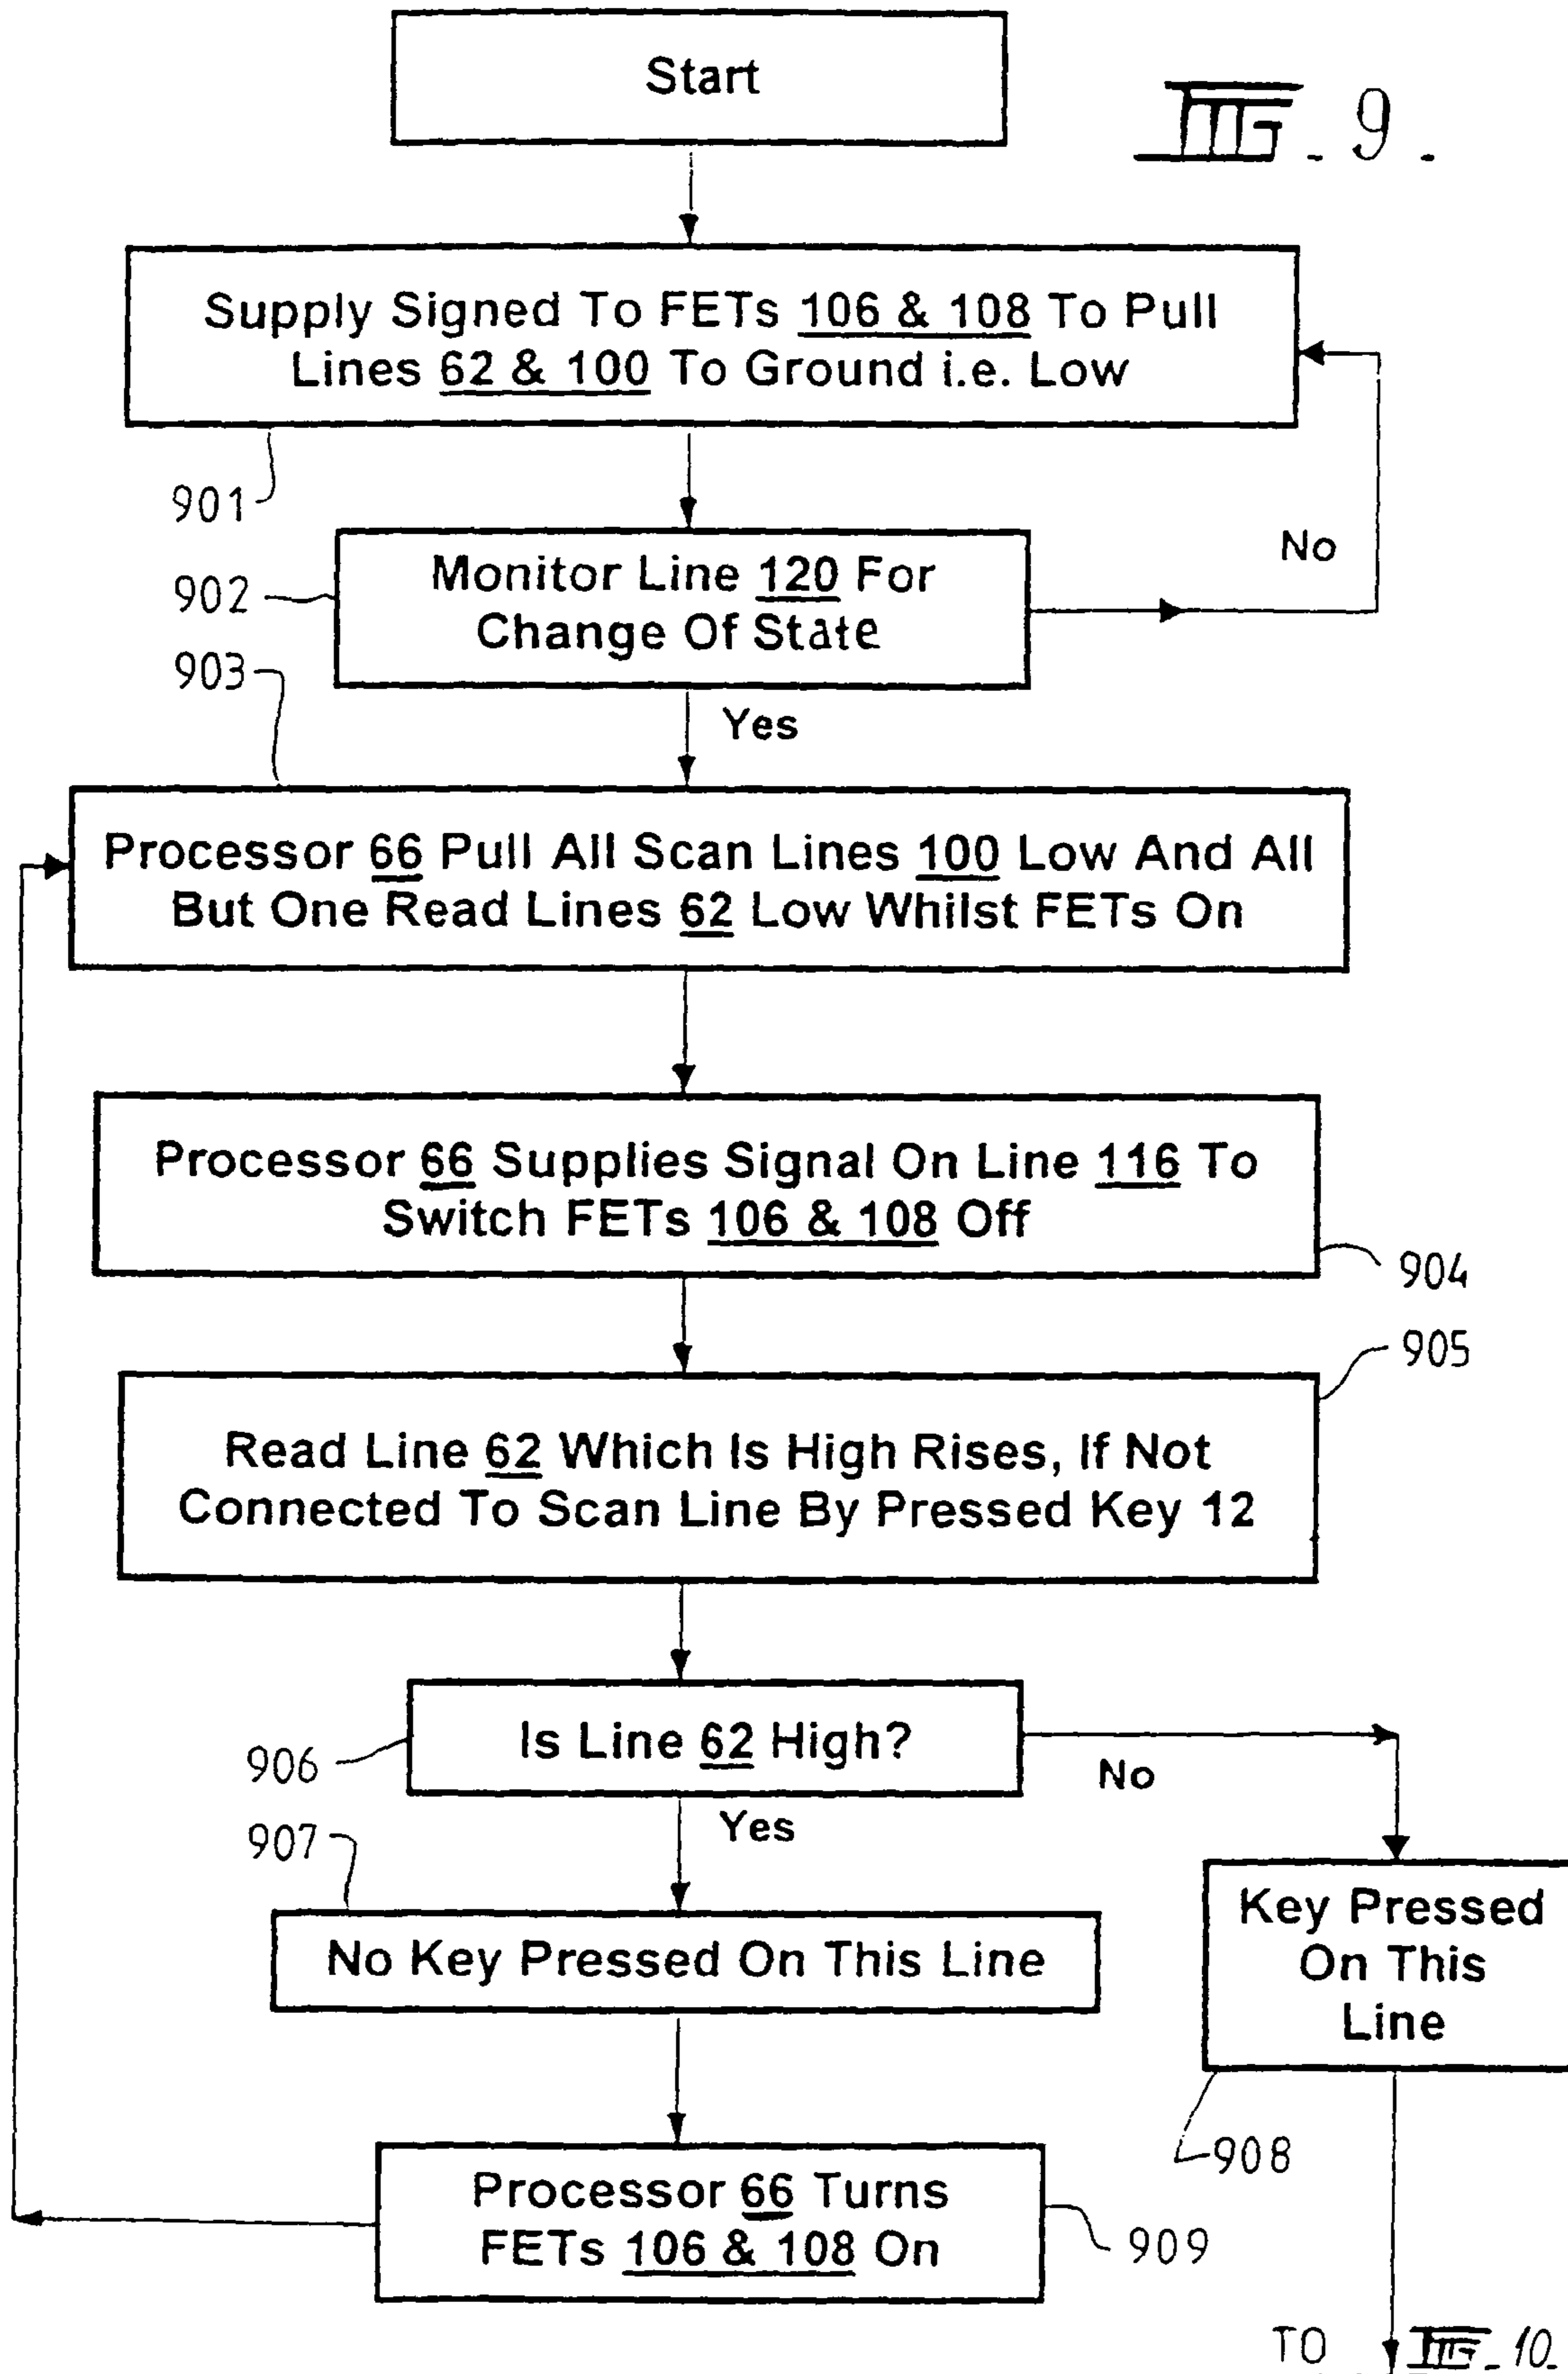 Start
FIG. 9.
Supply Signed To FETs 106 & 108 To Pull
Lines 62 & 100 To Ground i.e. Low
901
No
902
Monitor Line 120 For
Change Of State
903
Yes
Processor 66 Pull All Scan Lines 100 Low And All
But One Read Lines 62 Low Whilst FETs On
Processor 66 Supplies Signal On Line 116 To
Switch FETs 106 & 108 Off
904
905
Read Line 62 Which Is High Rises, If Not
Connected To Scan Line By Pressed Key 12
906
Is Line 62 High?
No
Yes
907
No Key Pressed On This Line
Key Pressed
On This
Line
908
Processor 66 Turns
FETs 106 & 108 On
909
TO FIG. 10.